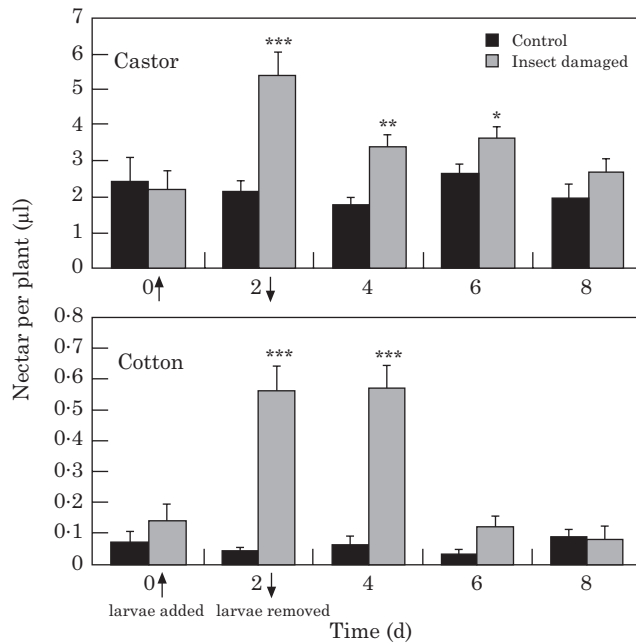 7
6
5
4
3
2
1
0
Castor
***
**
*
Control
Insect damaged
0 2 4 6 8
Nectar per plant (µl)
0·8
0·7
0·6
0·5
0·4
0·3
0·2
0·1
0
Cotton
***
***
0 2 4 6 8
larvae added larvae removed
Time (d)